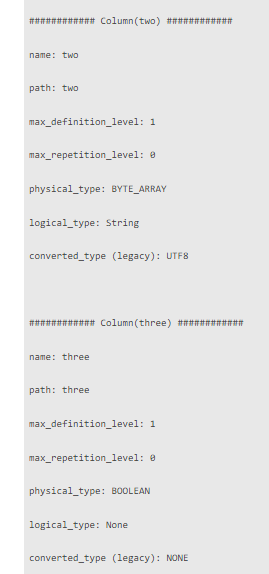 ############ Column(two) ############
name: two
path: two
max_definition_level: 1
max_repetition_level: 0
physical_type: BYTE_ARRAY
logical_type: String
converted_type (legacy): UTF8
############ Column(three) ############
name: three
path: three
max_definition_level: 1
max_repetition_level: 0
physical_type: BOOLEAN
logical_type: None
converted_type (legacy): NONE